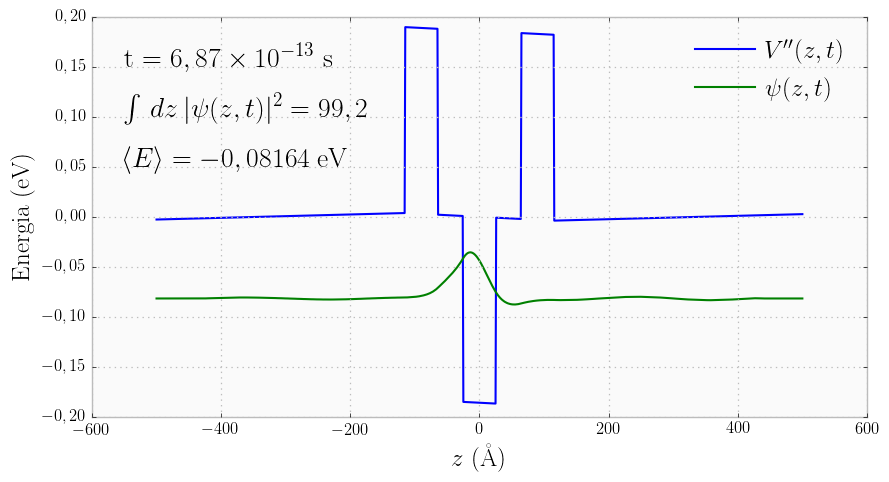 0,20
0,15
0,10
0,05
0,00
−0,05
−0,10
−0,15
−0,20
Energia (eV)
t = 6,87 × 10⁻¹³ s
∫ dz |ψ(z,t)|² = 99,2
⟨E⟩ = −0,08164 eV
V′′(z,t)
ψ(z,t)
−600 −400 −200 0 200 400 600
z (Å)